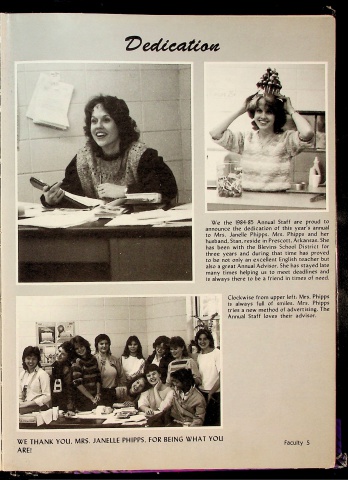 Dedication
We the 1984-85 Annual Staff are proud to
announce the dedication of this year's annual
to Mrs. Janelle Phipps. Mrs. Phipps and her
husband, Stan, reside in Prescott, Arkansas. She
has been with the Blevins School District for
three years and during that time has proved
to be not only an excellent English teacher but
also a great Annual Advisor. She has stayed late
many times helping us to meet deadlines and
is always there to be a friend in times of need.
Clockwise from upper left. Mrs. Phipps
is always full of smiles. Mrs. Phipps
tries a new method of advertising. The
Annual Staff loves their advisor.
WE THANK YOU, MRS. JANELLE PHIPPS, FOR BEING WHAT YOU
ARE!
Faculty 5